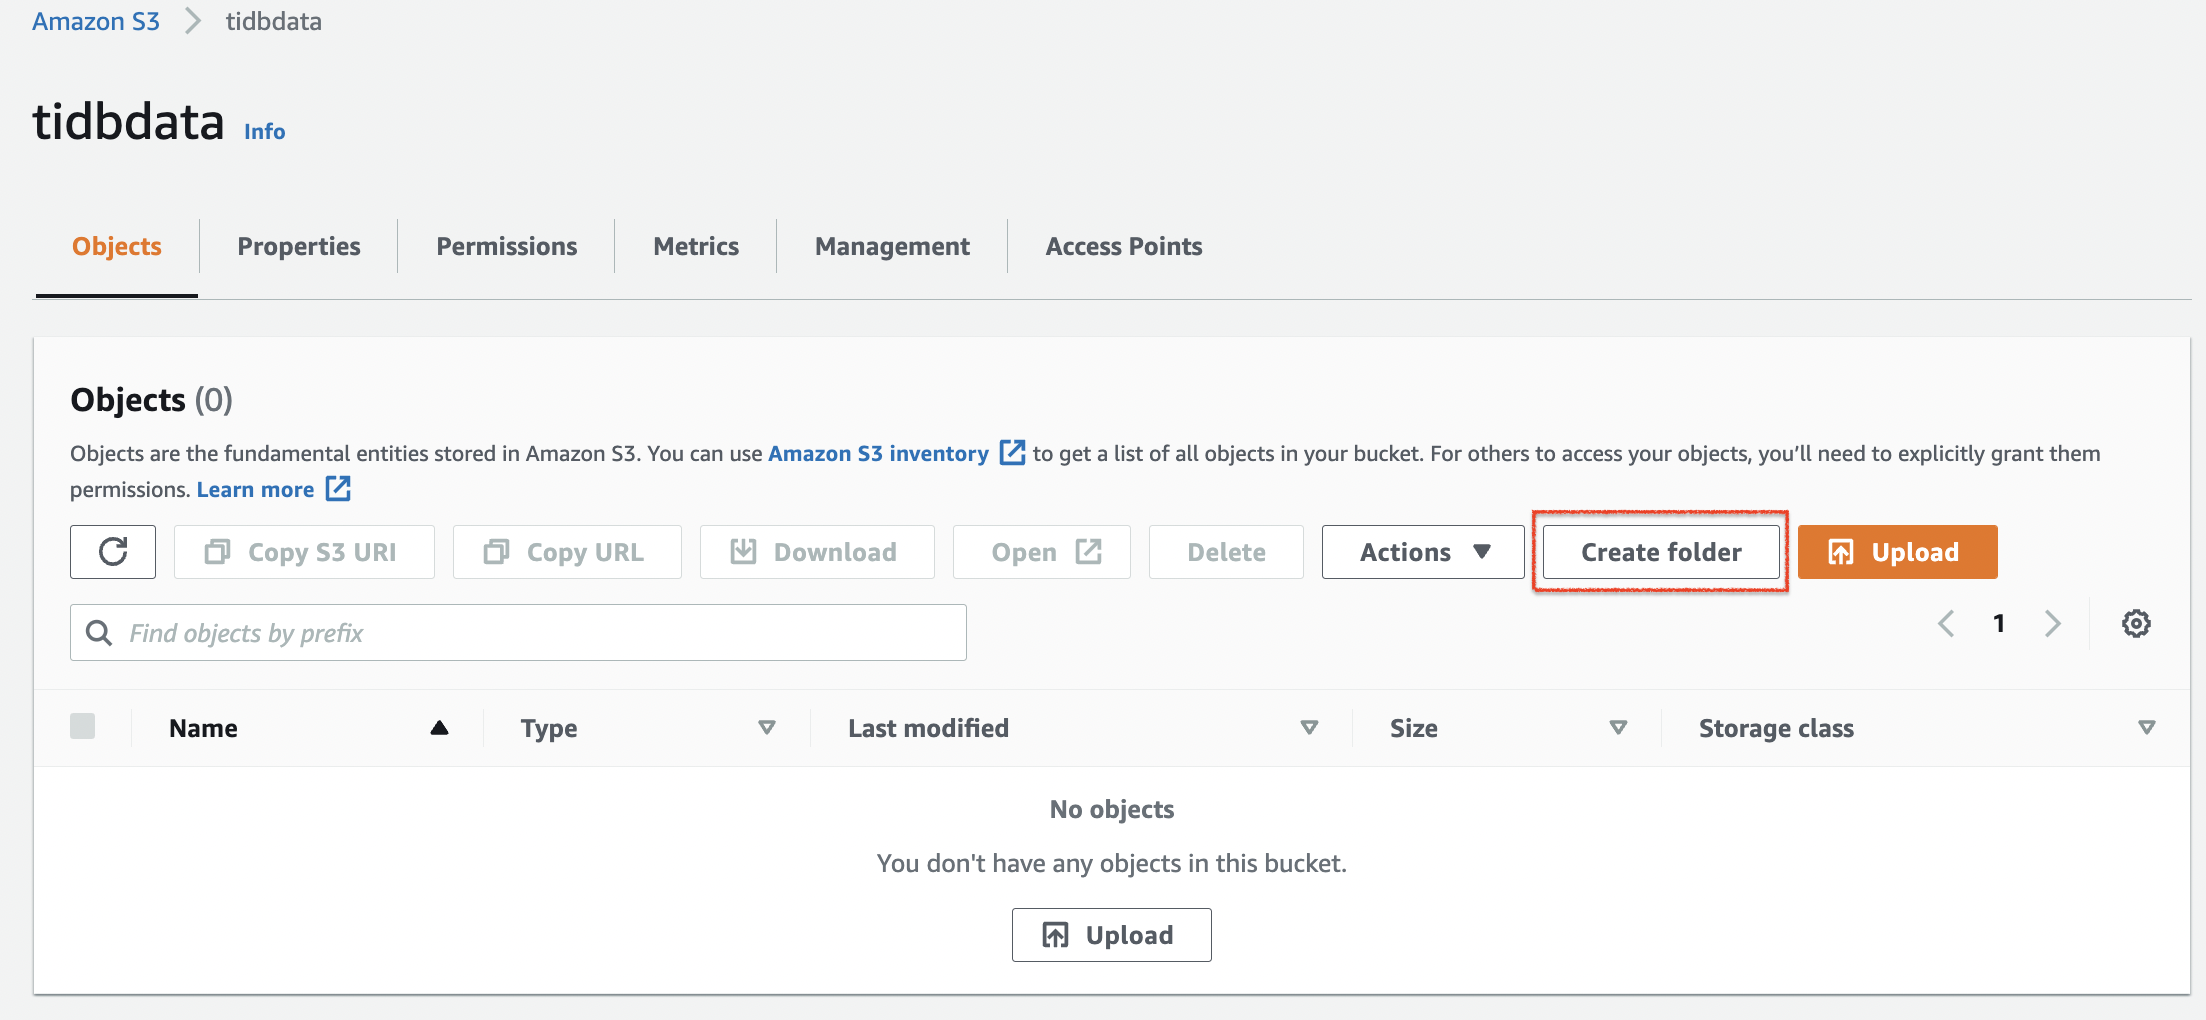 Amazon S3 > tidbdata
tidbdata Info
Objects Properties Permissions Metrics Management Access Points
Objects (0)
Objects are the fundamental entities stored in Amazon S3. You can use Amazon S3 inventory to get a list of all objects in your bucket. For others to access your objects, you’ll need to explicitly grant them
permissions. Learn more
Copy S3 URI Copy URL Download Open Delete Actions Create folder Upload
Find objects by prefix 1
Name Type Last modified Size Storage class
No objects
You don't have any objects in this bucket.
Upload